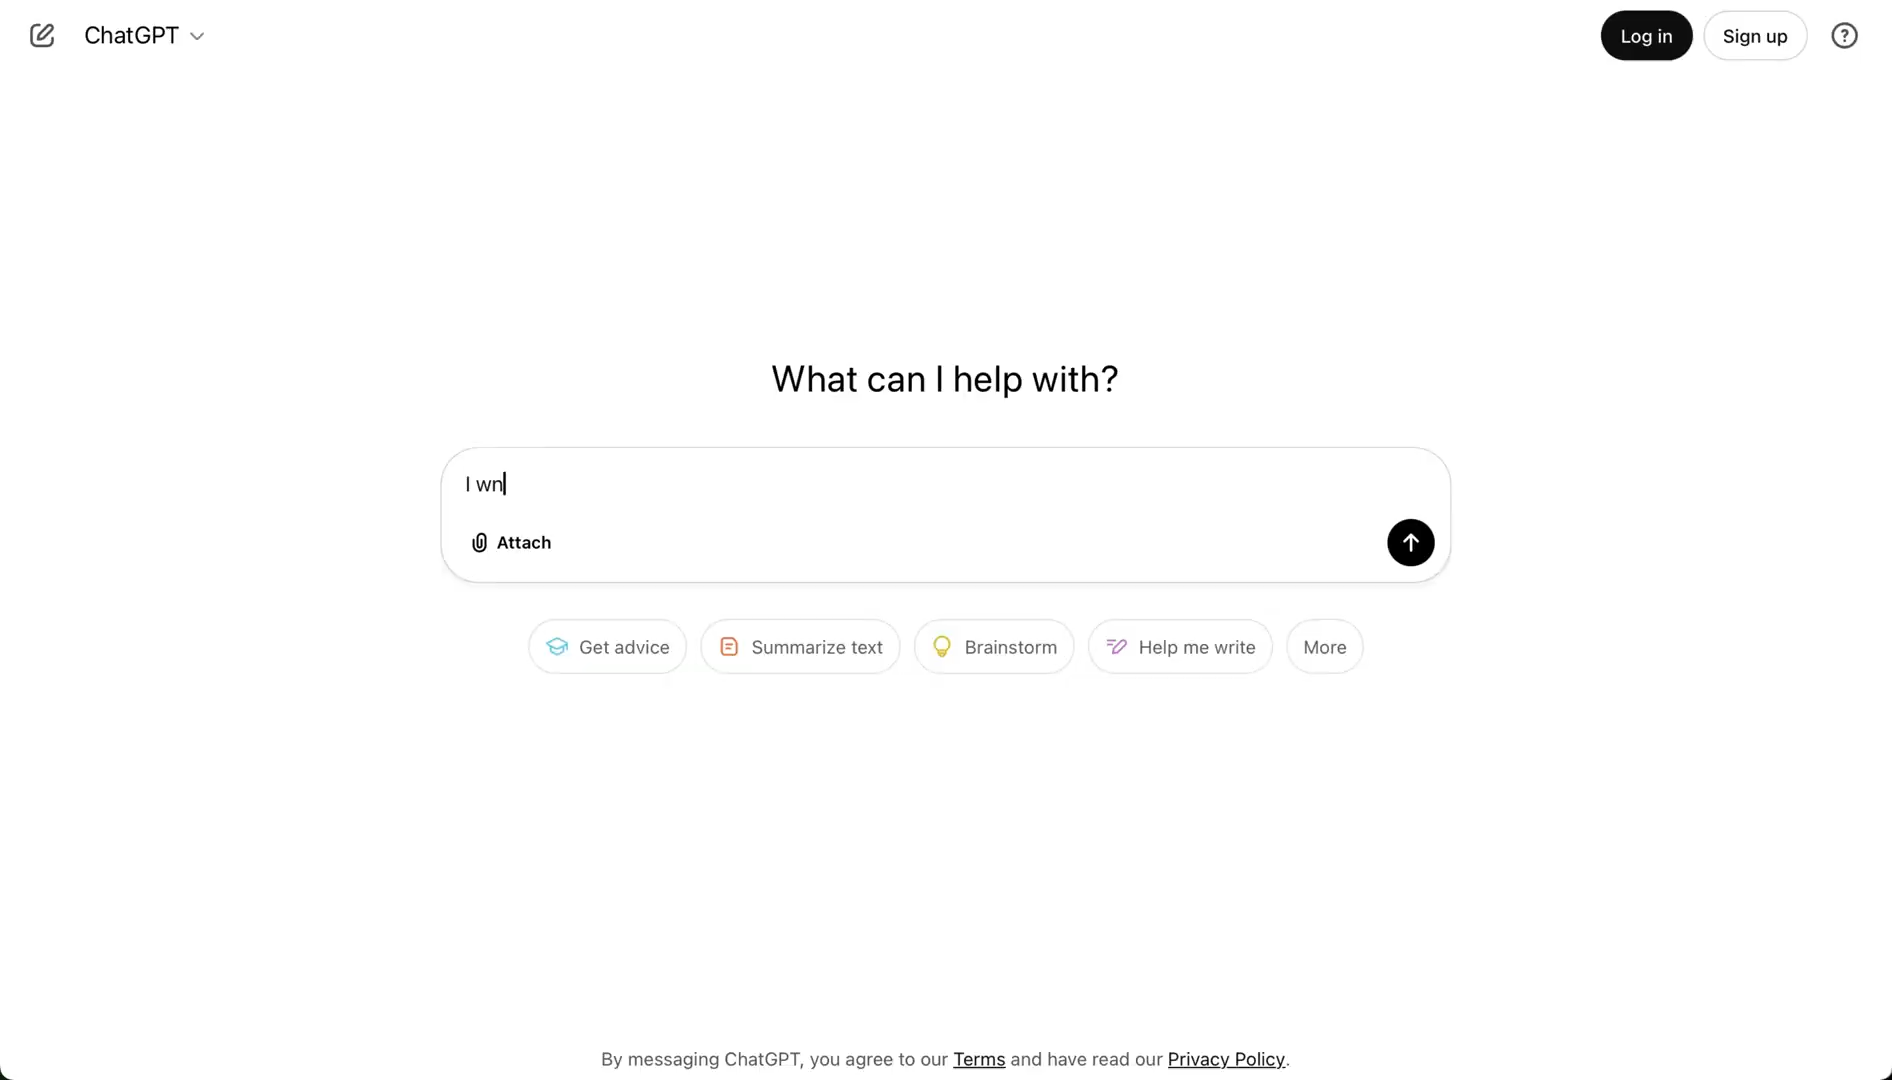 ChatGPT
Log in
Sign up
What can I help with?
I wn
Attach
Get advice
Summarize text
Brainstorm
Help me write
More
By messaging ChatGPT, you agree to our Terms and have read our Privacy Policy.